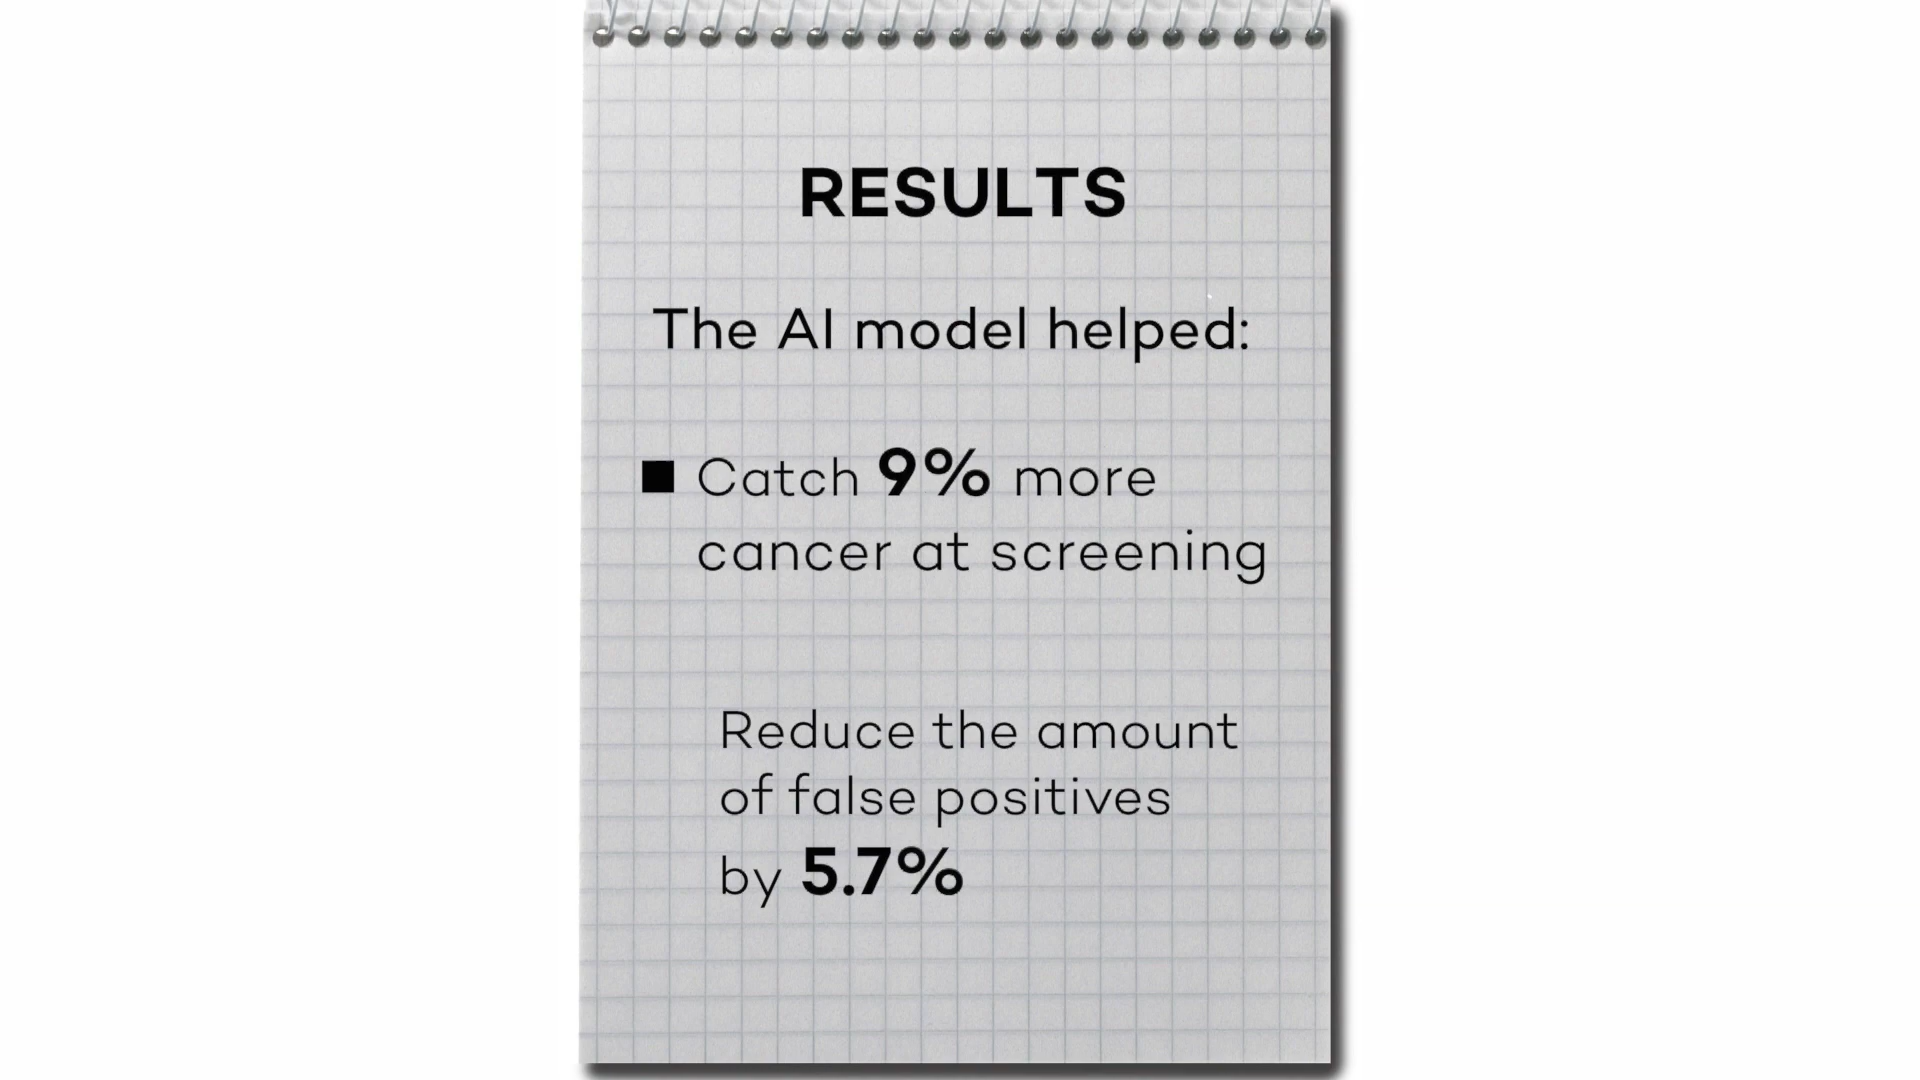 RESULTS
The AI model helped:
■ Catch 9% more
cancer at screening
Reduce the amount
of false positives
by 5.7%